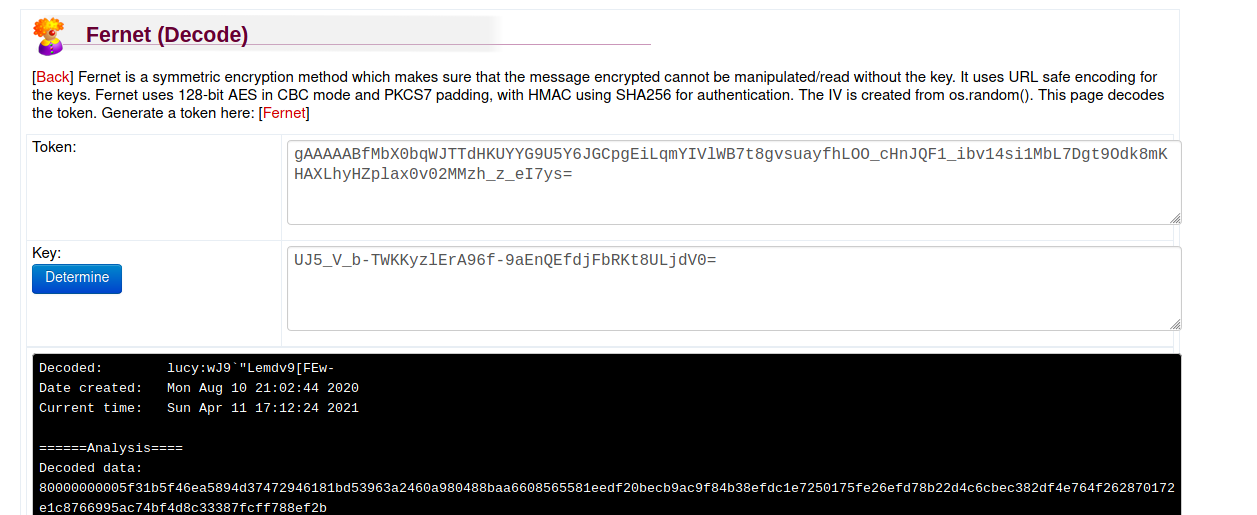 Fernet (Decode)
[Back] Fernet is a symmetric encryption method which makes sure that the message encrypted cannot be manipulated/read without the key. It uses URL safe encoding for
the keys. Fernet uses 128-bit AES in CBC mode and PKCS7 padding, with HMAC using SHA256 for authentication. The IV is created from os.random(). This page decodes
the token. Generate a token here: [Fernet]
Token:
gAAAAABfMbX0bqWJTTdHKUYYG9U5Y6JGCpgEiLqmYIVlWB7t8gvsuayfhLOO_cHnJQF1_ibv14si1MbL7Dgt9Odk8mK
HAXLhyHZplax0v02MMzh_z_eI7ys=
Key:
UJ5_V_b-TWKKyzlErA96f-9aEnQEfdjFbRKt8ULjdV0=
Determine
Decoded: lucy:wJ9`"Lemdv9[FEw-
Date created: Mon Aug 10 21:02:44 2020
Current time: Sun Apr 11 17:12:24 2021
======Analysis====
Decoded data:
80000000005f31b5f46ea5894d37472946181bd53963a2460a980488baa6608565581eedf20becb9ac9f84b38efdc1e7250175fe26efd78b22d4c6cbec382df4e764f262870172
e1c8766995ac74bf4d8c33387fcff788ef2b